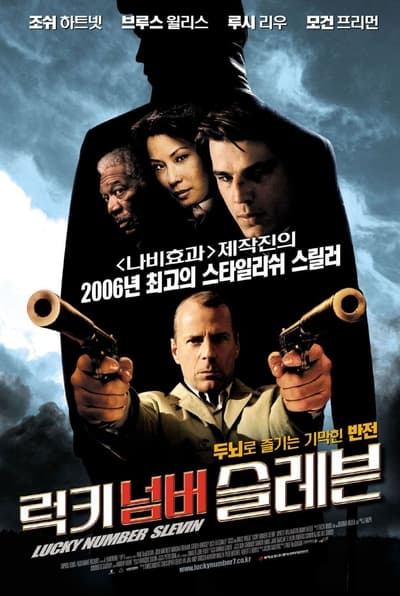 조쉬 하트넷 브루스 윌리스 루시 리우 모건 프리먼
<나비효과> 제작진의
2006년 최고의 스타일리쉬 스릴러
두뇌로 즐기는 기막힌 반전
럭키 넘버 슬레븐
LUCKY NUMBER SLEVIN
www.luckynumber7.co.kr